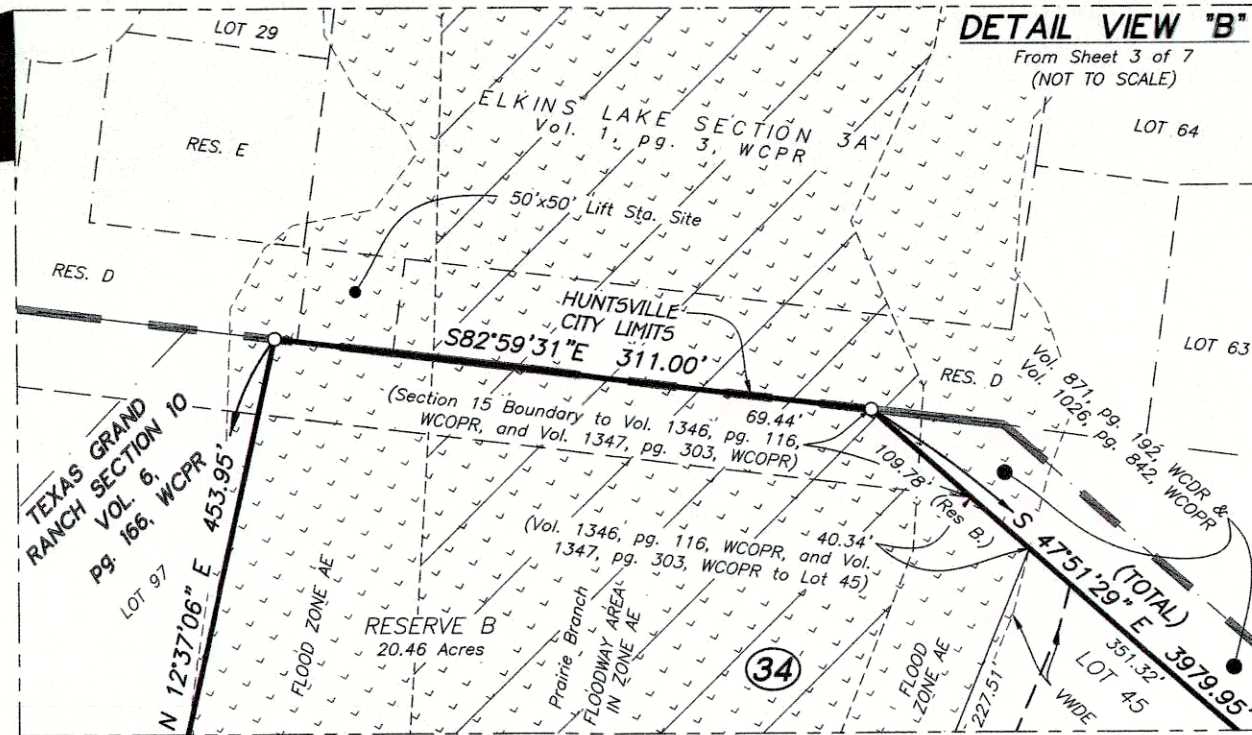 DETAIL VIEW "B"
From Sheet 3 of 7
(NOT TO SCALE)
LOT 29
ELKINS LAKE SECTION 3A
Vol. 1, pg. 3, WCPR
LOT 64
RES. E
50'x50' Lift Sta. Site
RES. D
HUNTSVILLE
CITY LIMITS
S82°59'31"E 311.00'
LOT 63
RES. D
Vol. 871, pg. 192, WCDR &
Vol. 1026, pg. 842, WCOPR
69.44'
(Section 15 Boundary to Vol. 1346, pg. 116,
WCOPR, and Vol. 1347, pg. 303, WCOPR)
TEXAS GRAND
RANCH SECTION 10
VOL. 6,
pg. 166, WCPR
LOT 97
N 12°37'06" E 453.95'
109.78' (Res B.)
40.34'
(Vol. 1346, pg. 116, WCOPR, and Vol.
1347, pg. 303, WCOPR to Lot 45)
S 47°51'29" E 3979.95'
(TOTAL)
351.32'
LOT 45
FLOOD ZONE AE
RESERVE B
20.46 Acres
Prairie Branch
FLOODWAY AREA
IN ZONE AE
34
FLOOD
ZONE AE
227.51'
VWDE